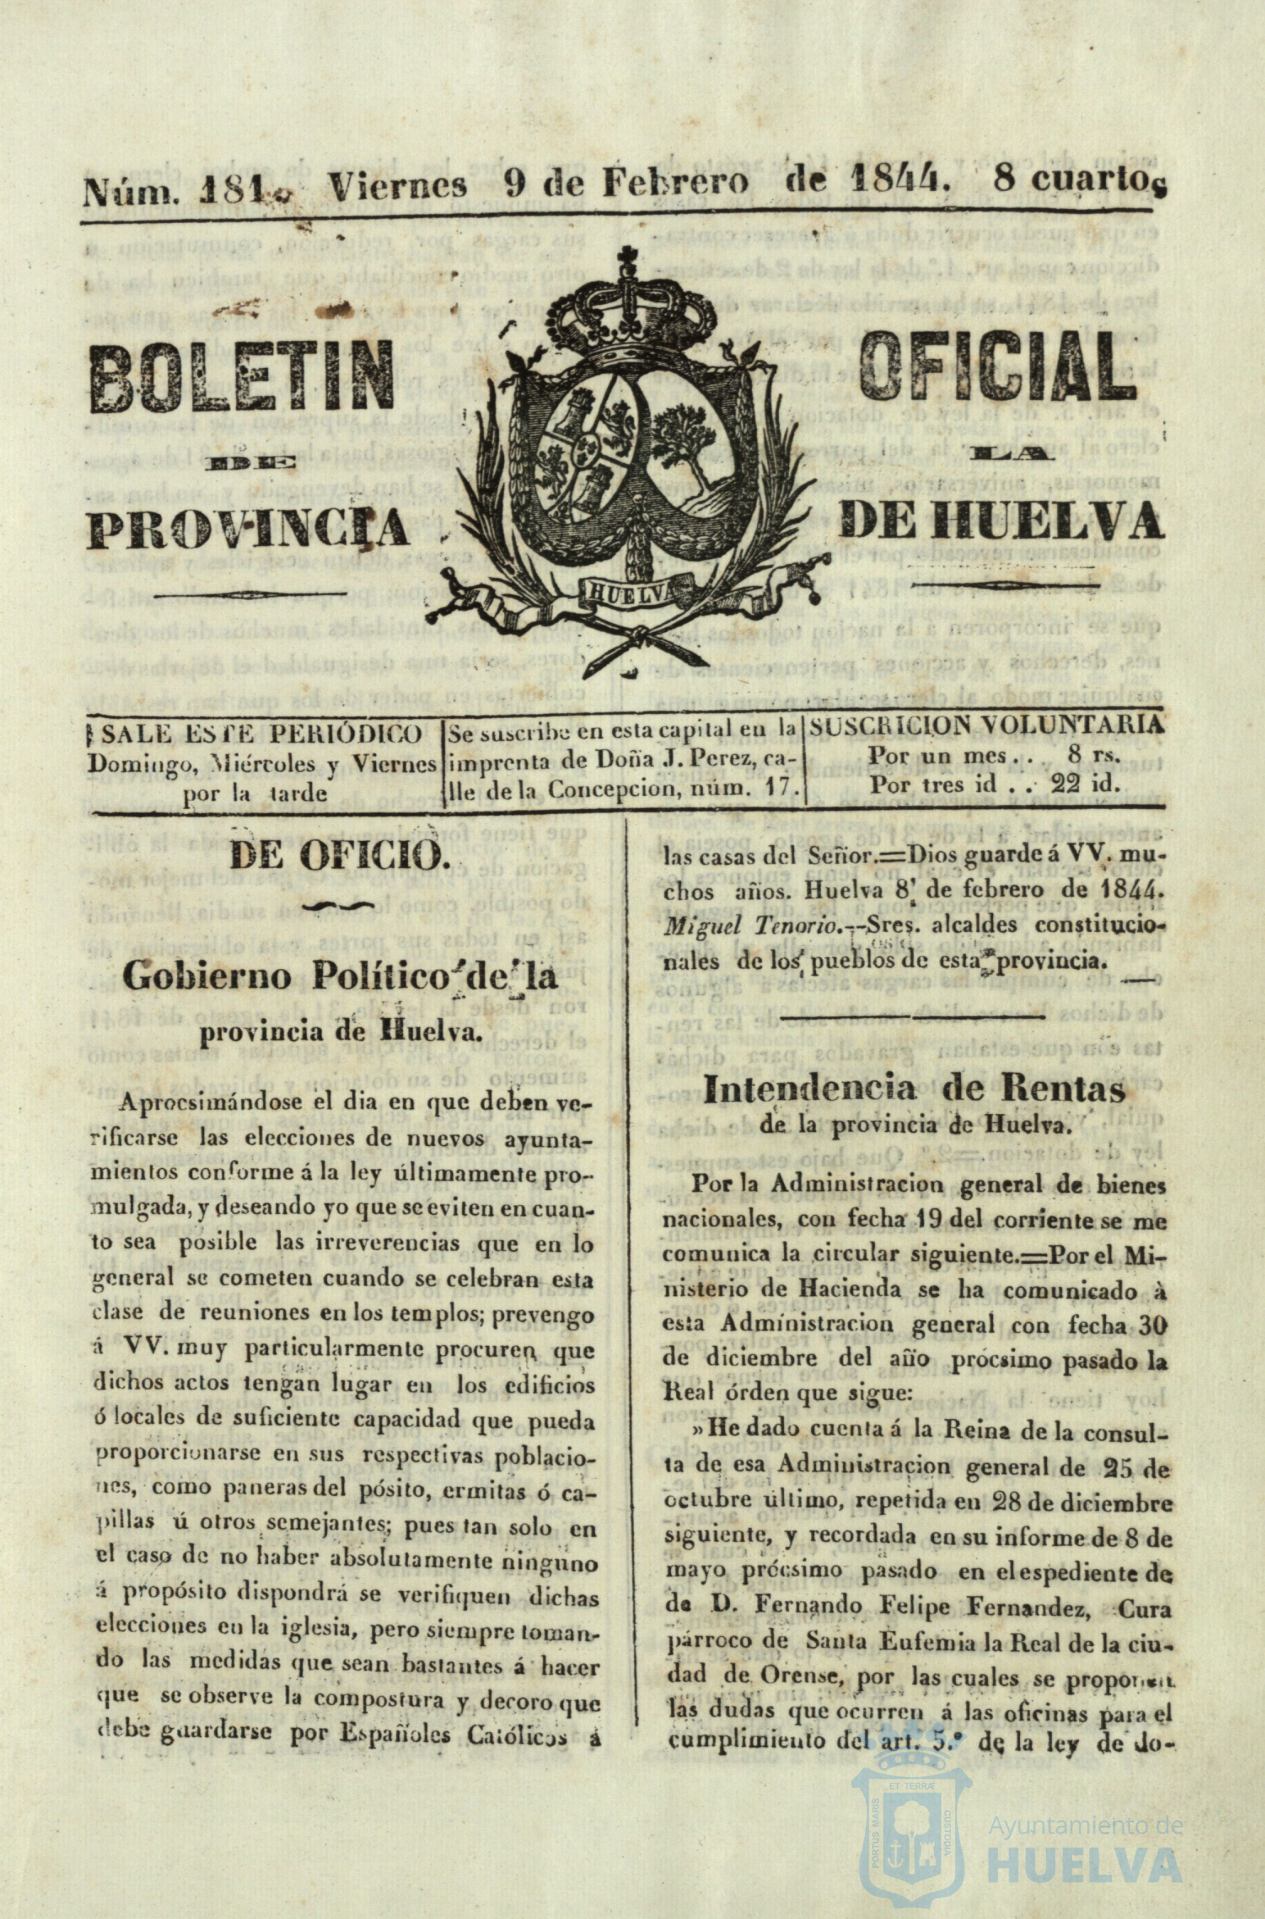 Núm. 181. Viernes 9 de Febrero de 1844. 8 cuartos
BOLETIN OFICIAL
DE LA
PROVINCIA DE HUELVA
HUELVA
SALE ESTE PERIÓDICO
Domingo, Miércoles y Viernes
por la tarde
Se suscribe en esta capital en la
imprenta de Doña J. Perez, ca-
lle de la Concepcion, núm. 17.
SUSCRICION VOLUNTARIA
Por un mes . . 8 rs.
Por tres id . . 22 id.
DE OFICIO.
Gobierno Político de la
provincia de Huelva.
Aprocsimándose el dia en que deben ve-
rificarse las elecciones de nuevos ayunta-
mientos conforme á la ley últimamente pro-
mulgada, y deseando yo que se eviten en cuan-
to sea posible las irreverencias que en lo
general se cometen cuando se celebran esta
clase de reuniones en los templos; prevengo
á VV. muy particularmente procuren que
dichos actos tengan lugar en los edificios
ó locales de suficiente capacidad que pueda
proporcionarse en sus respectivas poblacio-
nes, como paneras del pósito, ermitas ó ca-
pillas ú otros semejantes; pues tan solo en
el caso de no haber absolutamente ninguno
á propósito dispondrá se verifiquen dichas
elecciones en la iglesia, pero siempre toman-
do las medidas que sean bastantes á hacer
que se observe la compostura y decoro que
debe guardarse por Españoles Católicos á
las casas del Señor.=Dios guarde á VV. mu-
chos años. Huelva 8 de febrero de 1844.
Miguel Tenorio.--Sres. alcaldes constitucio-
nales de los pueblos de esta provincia.
Intendencia de Rentas
de la provincia de Huelva.
Por la Administracion general de bienes
nacionales, con fecha 19 del corriente se me
comunica la circular siguiente.=Por el Mi-
nisterio de Hacienda se ha comunicado à
esta Administracion general con fecha 30
de diciembre del año procsimo pasado la
Real órden que sigue:
»He dado cuenta á la Reina de la consul-
ta de esa Administracion general de 25 de
octubre último, repetida en 28 de diciembre
siguiente, y recordada en su informe de 8 de
mayo prócsimo pasado en el espediente de
de D. Fernando Felipe Fernandez, Cura
párroco de Santa Eufemia la Real de la ciu-
dad de Orense, por las cuales se proponen
las dudas que ocurren á las oficinas para el
cumplimiento del art. 5.º de la ley de do-
PORTUS MARIS
ET TERRÆ
CUSTODIA
Ayuntamiento de
HUELVA